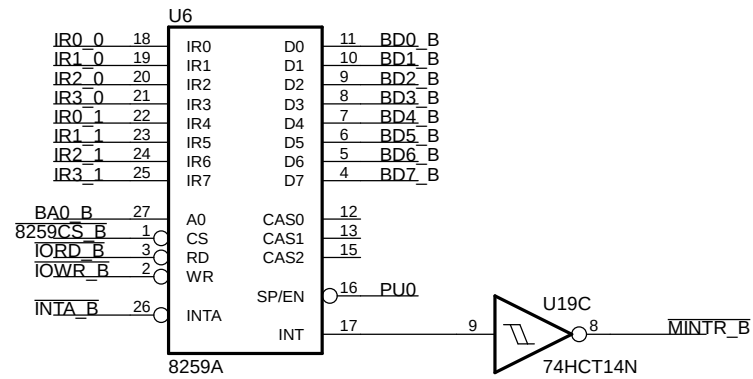 U6
IR0_0 18 IR0 D0 11 BD0_B
IR1_0 19 IR1 D1 10 BD1_B
IR2_0 20 IR2 D2 9 BD2_B
IR3_0 21 IR3 D3 8 BD3_B
IR0_1 22 IR4 D4 7 BD4_B
IR1_1 23 IR5 D5 6 BD5_B
IR2_1 24 IR6 D6 5 BD6_B
IR3_1 25 IR7 D7 4 BD7_B
BA0_B 27 A0 CAS0 12
8259CS_B 1 CS CAS1 13
IORD_B 3 RD CAS2 15
IOWR_B 2 WR
SP/EN 16 PU0
INTA_B 26 INTA
U19C
INT 17 9 8 MINTR_B
8259A 74HCT14N